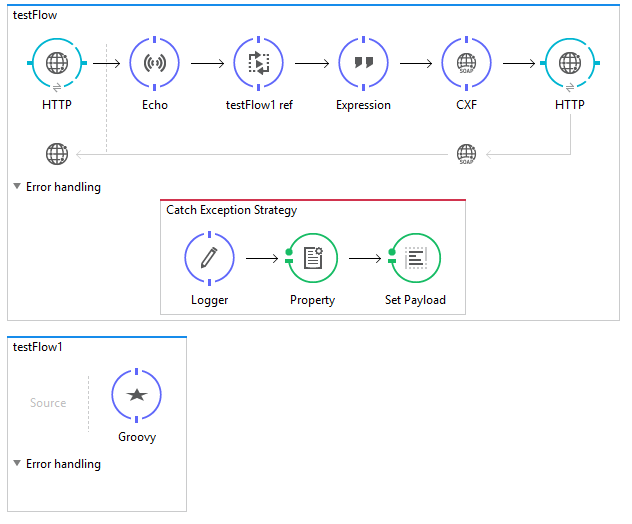 testFlow
HTTP Echo testFlow1 ref Expression CXF HTTP
SOAP
SOAP
Error handling
Catch Exception Strategy
Logger Property Set Payload
testFlow1
Source
Groovy
Error handling